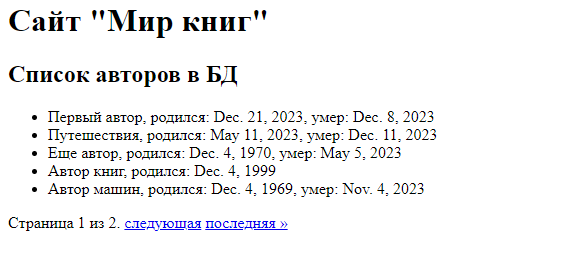 Сайт "Мир книг"
Список авторов в БД
Первый автор, родился: Dec. 21, 2023, умер: Dec. 8, 2023
Путешествия, родился: May 11, 2023, умер: Dec. 11, 2023
Еще автор, родился: Dec. 4, 1970, умер: May 5, 2023
Автор книг, родился: Dec. 4, 1999
Автор машин, родился: Dec. 4, 1969, умер: Nov. 4, 2023
Страница 1 из 2. следующая последняя »